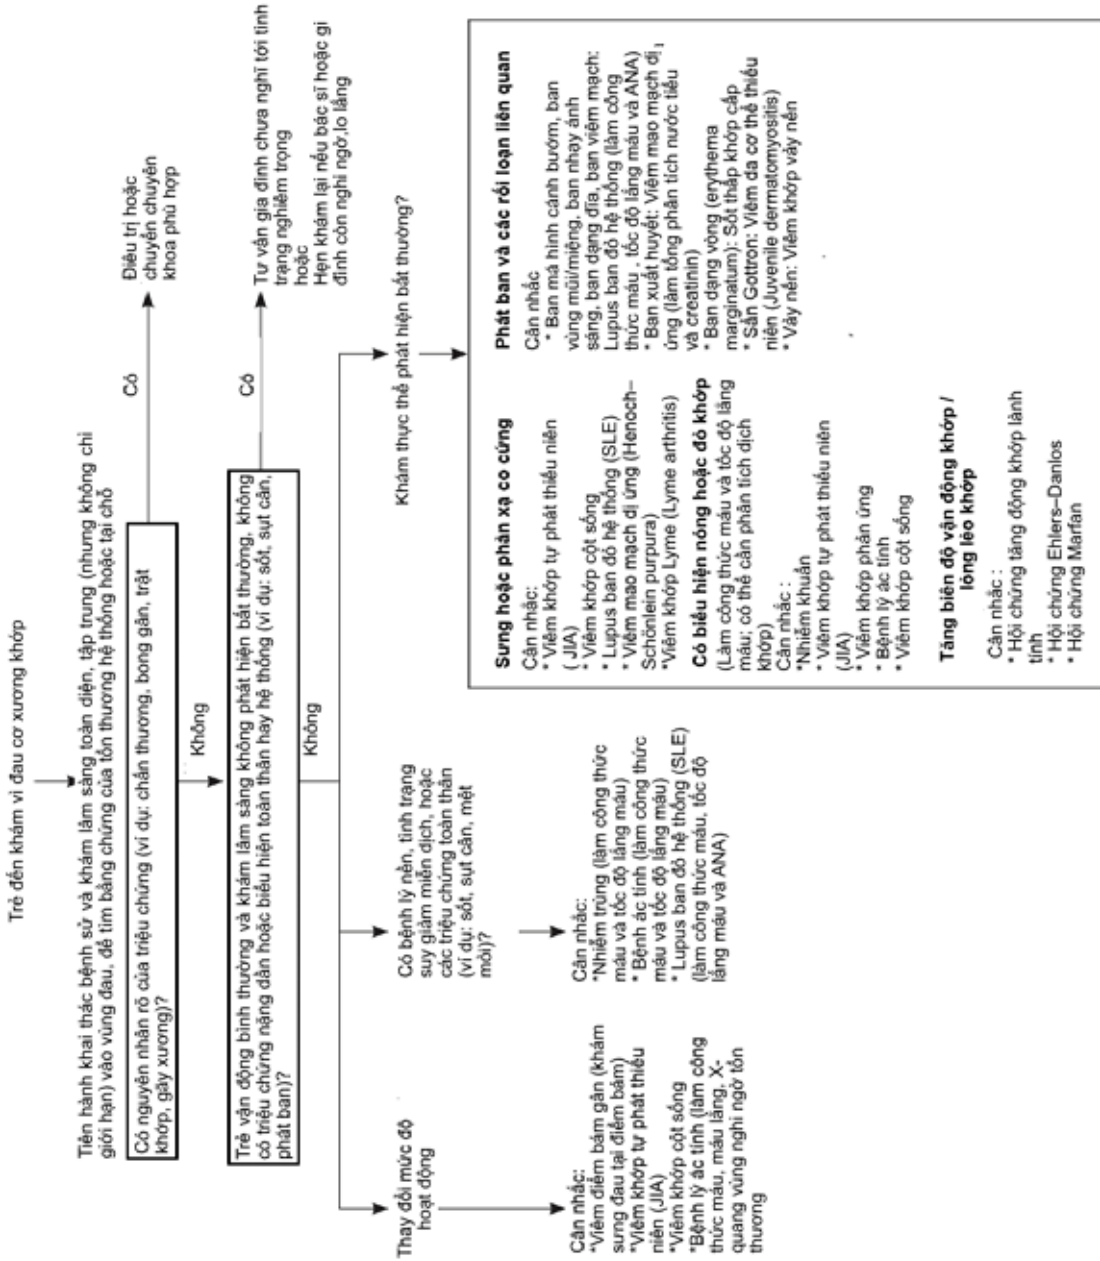 Trẻ đến khám vì đau cơ xương khớp
Tiến hành khai thác bệnh sử và khám lâm sàng toàn diện, tập trung (nhưng không chỉ
giới hạn) vào vùng đau, để tìm bằng chứng của tổn thương hệ thống hoặc tại chỗ
Có nguyên nhân rõ của triệu chứng (ví dụ: chấn thương, bong gân, trật
khớp, gãy xương)?
Có
Điều trị hoặc
chuyển chuyên
khoa phù hợp
Không
Trẻ vận động bình thường và khám lâm sàng không phát hiện bất thường, không
có triệu chứng nặng dần hoặc biểu hiện toàn thân hay hệ thống (ví dụ: sốt, sụt cân,
phát ban)?
Có
Tư vấn gia đình chưa nghĩ tới tình
trạng nghiêm trọng
hoặc
Hẹn khám lại nếu bác sĩ hoặc gi
đình còn nghi ngờ,lo lắng
Không
Thay đổi mức độ
hoạt động
Cân nhắc:
*Viêm điểm bám gân (khám
sưng đau tại điểm bám)
*Viêm khớp tự phát thiếu
niên (JIA)
*Viêm khớp cột sống
*Bệnh lý ác tính (làm công
thức máu, máu lắng, X-
quang vùng nghi ngờ tổn
thương
Có bệnh lý nền, tình trạng
suy giảm miễn dịch, hoặc
các triệu chứng toàn thân
(ví dụ: sốt, sụt cân, mệt
mỏi)?
Cân nhắc:
*Nhiễm trùng (làm công thức
máu và tốc độ lắng máu)
* Bệnh ác tính (làm công thức
máu và tốc độ lắng máu)
* Lupus ban đỏ hệ thống (SLE)
(làm công thức máu, tốc độ
lắng máu và ANA)
Khám thực thể phát hiện bất thường?
Sưng hoặc phản xạ co cứng
Cân nhắc:
* Viêm khớp tự phát thiếu niên
( JIA)
* Viêm khớp cột sống
* Lupus ban đỏ hệ thống (SLE)
* Viêm mao mạch dị ứng (Henoch–
Schönlein purpura)
*Viêm khớp Lyme (Lyme arthritis)
Có biểu hiện nóng hoặc đỏ khớp
(Làm công thức máu và tốc độ lắng
máu; có thể cần phân tích dịch
khớp)
Cân nhắc :
*Nhiễm khuẩn
* Viêm khớp tự phát thiếu niên
(JIA)
* Viêm khớp phản ứng
* Bệnh lý ác tính
* Viêm khớp cột sống
Tăng biên độ vận động khớp /
lỏng lẻo khớp
Cân nhắc :
* Hội chứng tăng động khớp lành
tính
* Hội chứng Ehlers–Danlos
* Hội chứng Marfan
Phát ban và các rối loạn liên quan
Cân nhắc
* Ban má hình cánh bướm, ban
vùng mũi/miệng, ban nhạy ánh
sáng, ban dạng đĩa, ban viêm mạch:
Lupus ban đỏ hệ thống (làm công
thức máu , tốc độ lắng máu và ANA)
* Ban xuất huyết: Viêm mao mạch dị
ứng (làm tổng phân tích nước tiểu
và creatinin)
* Ban dạng vòng (erythema
marginatum): Sốt thấp khớp cấp
* Sẩn Gottron: Viêm da cơ thể thiếu
niên (Juvenile dermatomyositis)
* Vảy nến: Viêm khớp vảy nến